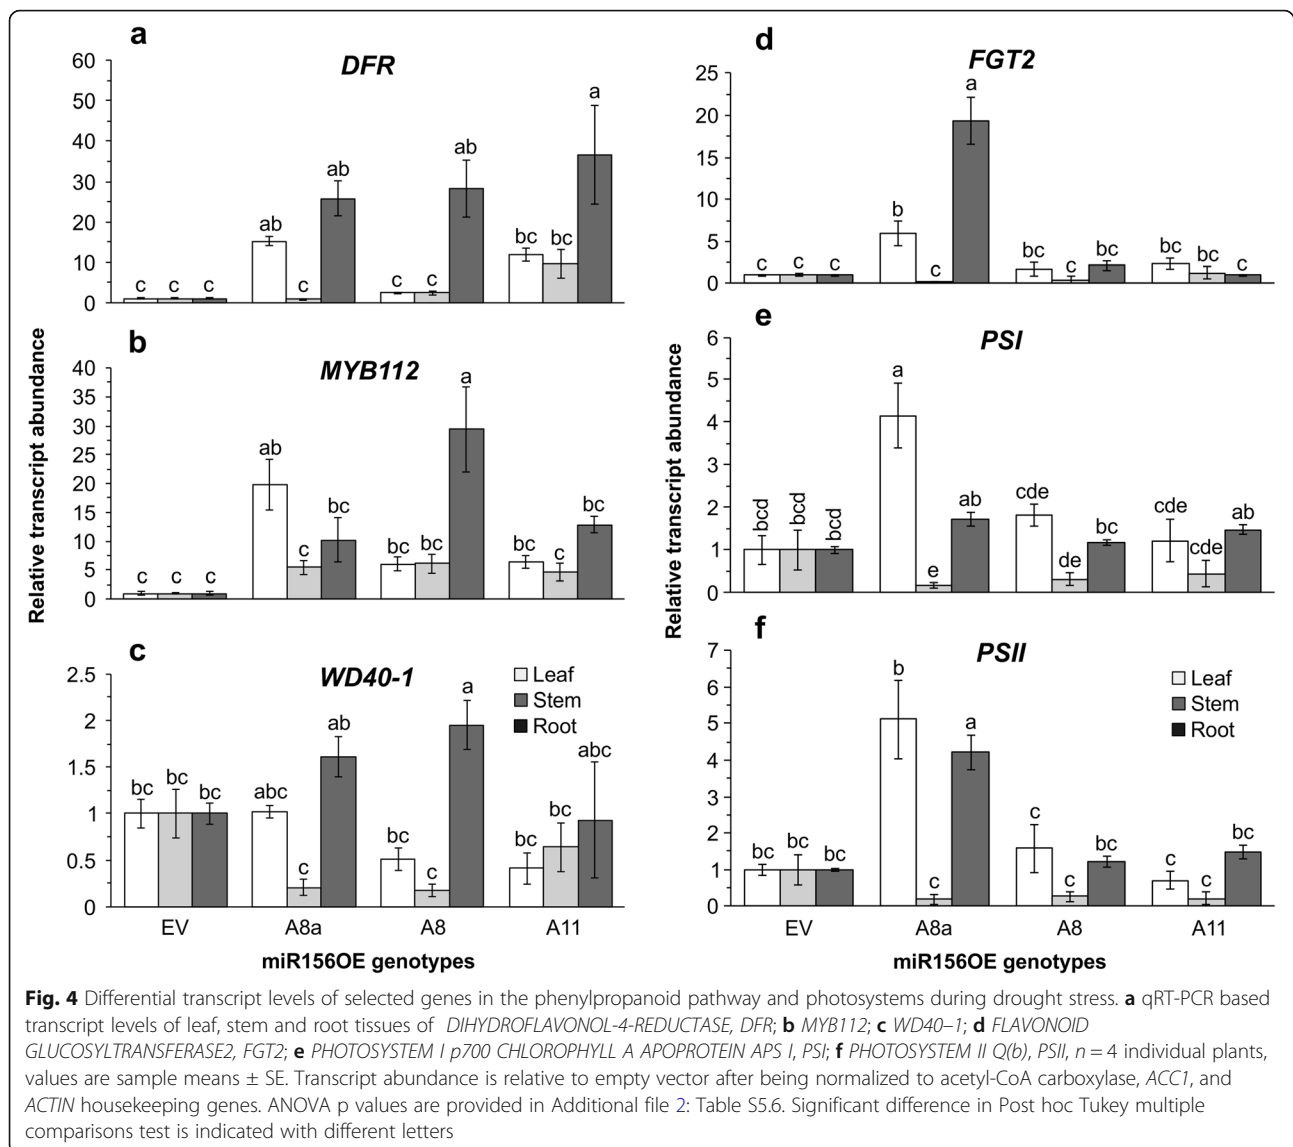 a
DFR
60
50
40
30
20
10
0
c c c
ab c ab
c c ab
bc bc a
b
MYB112
40
35
30
25
20
15
10
5
0
c c c
ab c bc
bc bc a
bc c bc
Relative transcript abundance
c
WD40-1
2.5
2
1.5
1
0.5
0
bc bc bc
abc c ab
bc c a
bc bc abc
Leaf
Stem
Root
EV A8a A8 A11
miR156OE genotypes
d
FGT2
25
20
15
10
5
0
c c c
b c a
bc c bc
bc bc c
e
PSI
6
5
4
3
2
1
0
bcd bcd bcd
a e ab
cde de bc
cde cde ab
Relative transcript abundance
f
PSII
7
6
5
4
3
2
1
0
bc bc bc
b c a
c c bc
c c bc
Leaf
Stem
Root
EV A8a A8 A11
miR156OE genotypes
Fig. 4 Differential transcript levels of selected genes in the phenylpropanoid pathway and photosystems during drought stress. a qRT-PCR based
transcript levels of leaf, stem and root tissues of DIHYDROFLAVONOL-4-REDUCTASE, DFR; b MYB112; c WD40–1; d FLAVONOID
GLUCOSYLTRANSFERASE2, FGT2; e PHOTOSYSTEM I p700 CHLOROPHYLL A APOPROTEIN APS I, PSI; f PHOTOSYSTEM II Q(b), PSII, n = 4 individual plants,
values are sample means ± SE. Transcript abundance is relative to empty vector after being normalized to acetyl-CoA carboxylase, ACC1, and
ACTIN housekeeping genes. ANOVA p values are provided in Additional file 2: Table S5.6. Significant difference in Post hoc Tukey multiple
comparisons test is indicated with different letters